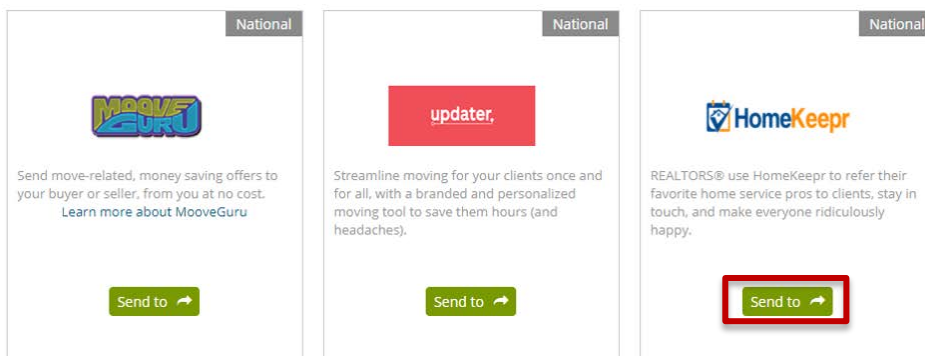 National
MOOVE
GURU
Send move-related, money saving offers to
your buyer or seller, from you at no cost.
Learn more about MooveGuru
Send to
National
updater,
Streamline moving for your clients once and
for all, with a branded and personalized
moving tool to save them hours (and
headaches).
Send to
National
HomeKeepr
REALTORS® use HomeKeepr to refer their
favorite home service pros to clients, stay in
touch, and make everyone ridiculously
happy.
Send to